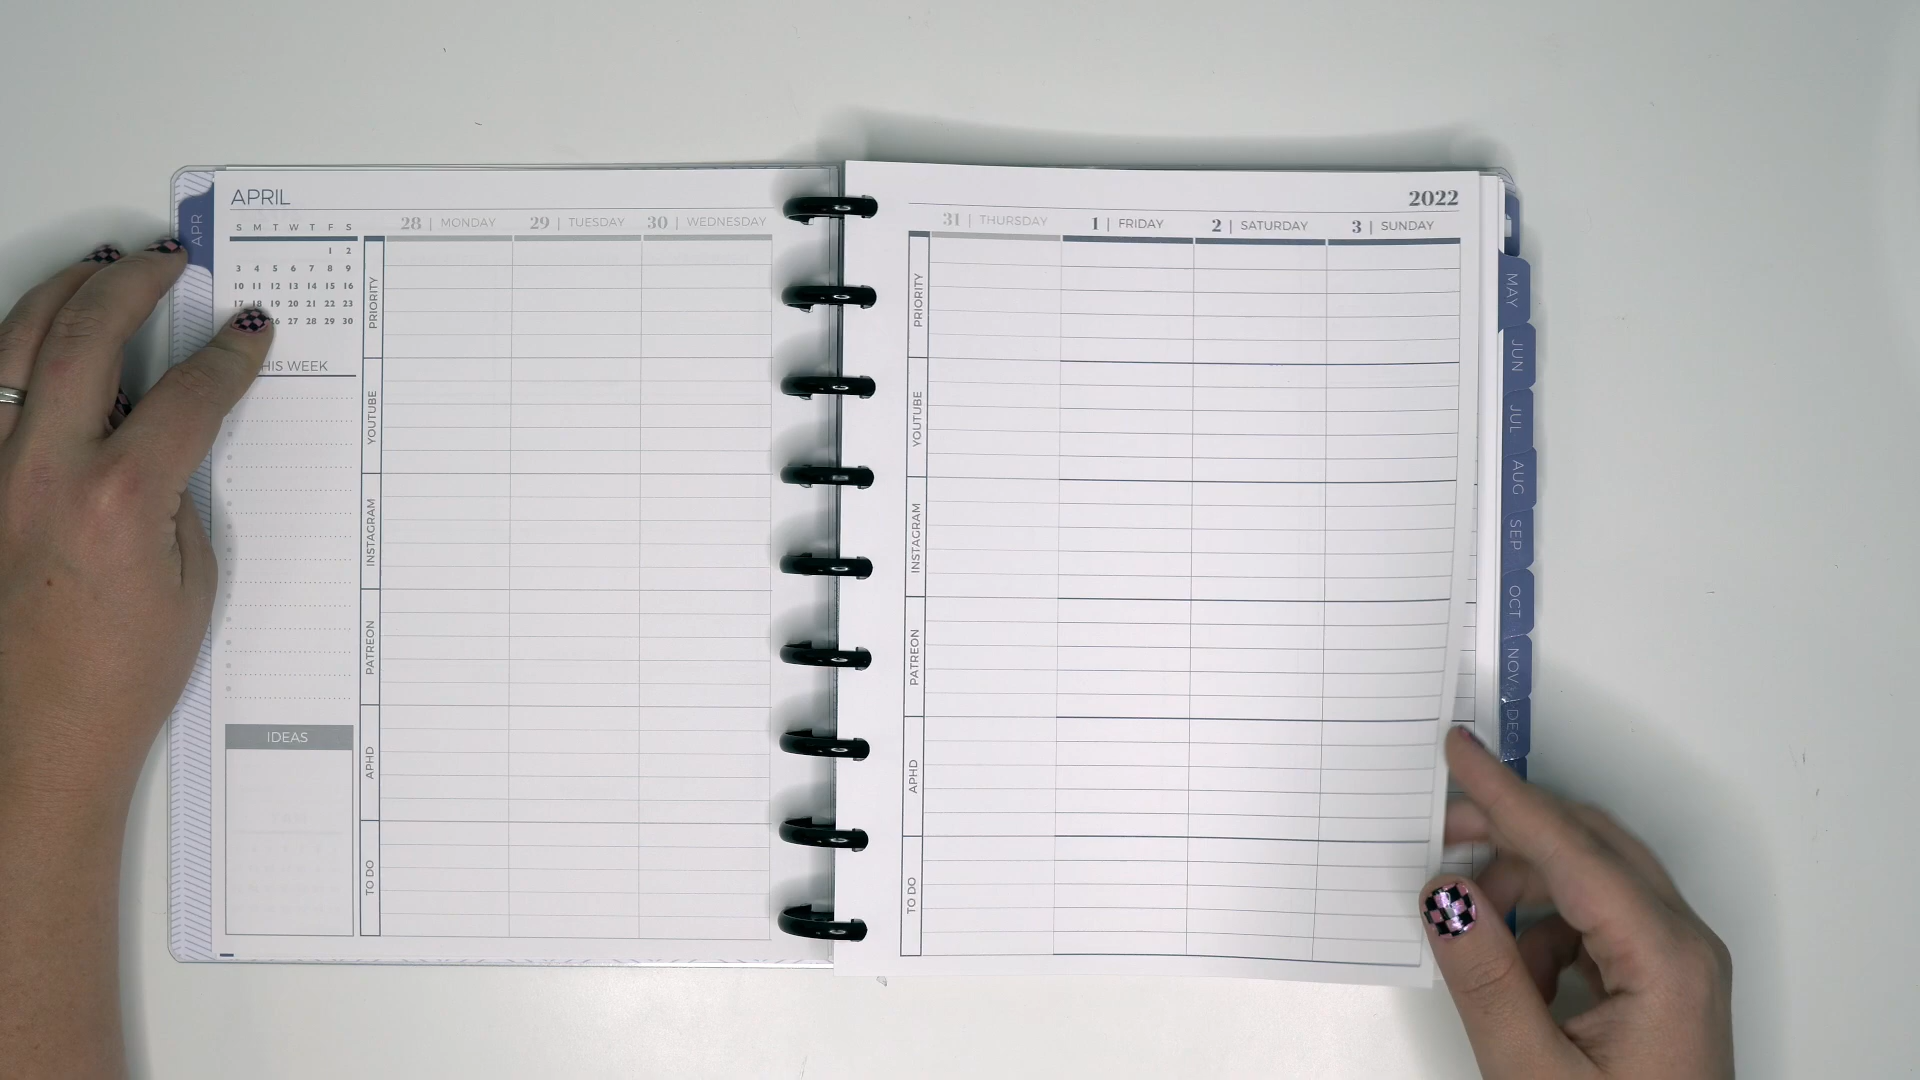 APRIL
S M T W T F S
1 2
3 4 5 6 7 8 9
10 11 12 13 14 15 16
17 18 19 20 21 22 23
26 27 28 29 30
HIS WEEK
IDEAS
APR
28 | MONDAY 29 | TUESDAY 30 | WEDNESDAY
PRIORITY
YOUTUBE
INSTAGRAM
PATREON
APHD
TO DO
2022
31 | THURSDAY 1 | FRIDAY 2 | SATURDAY 3 | SUNDAY
PRIORITY
YOUTUBE
INSTAGRAM
PATREON
APHD
TO DO
MAY
JUN
JUL
AUG
SEP
OCT
NOV
DEC